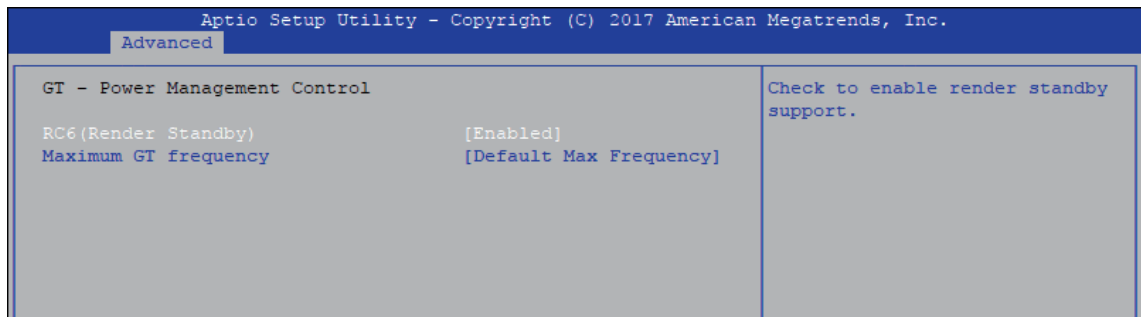 Aptio Setup Utility - Copyright (C) 2017 American Megatrends, Inc.
Advanced
GT - Power Management Control
RC6(Render Standby) [Enabled]
Maximum GT frequency [Default Max Frequency]
Check to enable render standby
support.